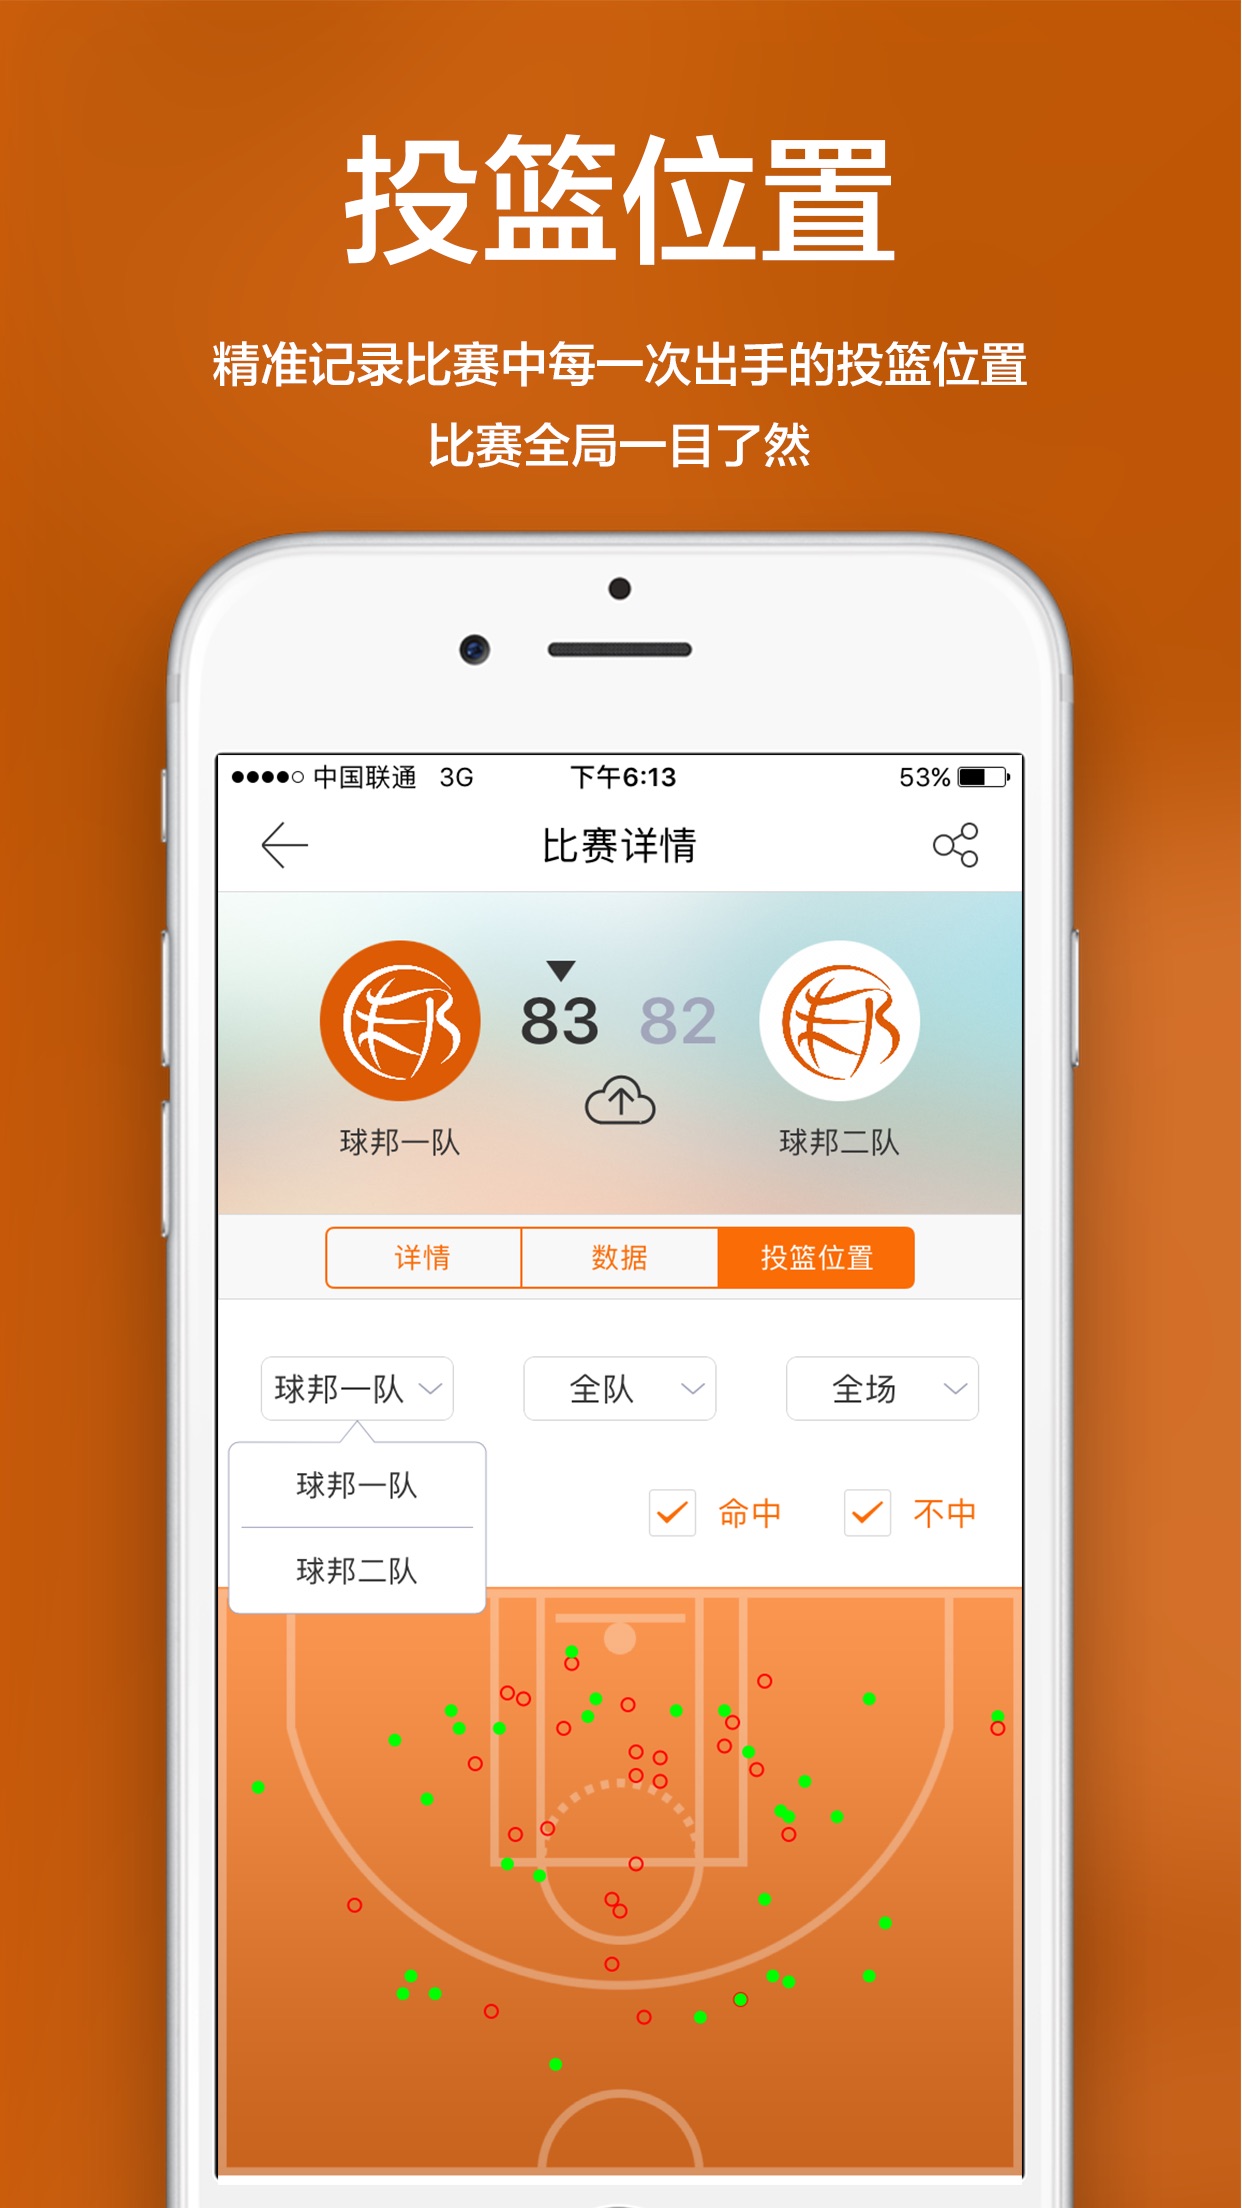 投篮位置
精准记录比赛中每一次出手的投篮位置
比赛全局一目了然
中国联通 3G 下午6:13 53%
比赛详情
83 82
球邦一队 球邦二队
详情 数据 投篮位置
球邦一队 全队 全场
球邦一队
命中 不中
球邦二队